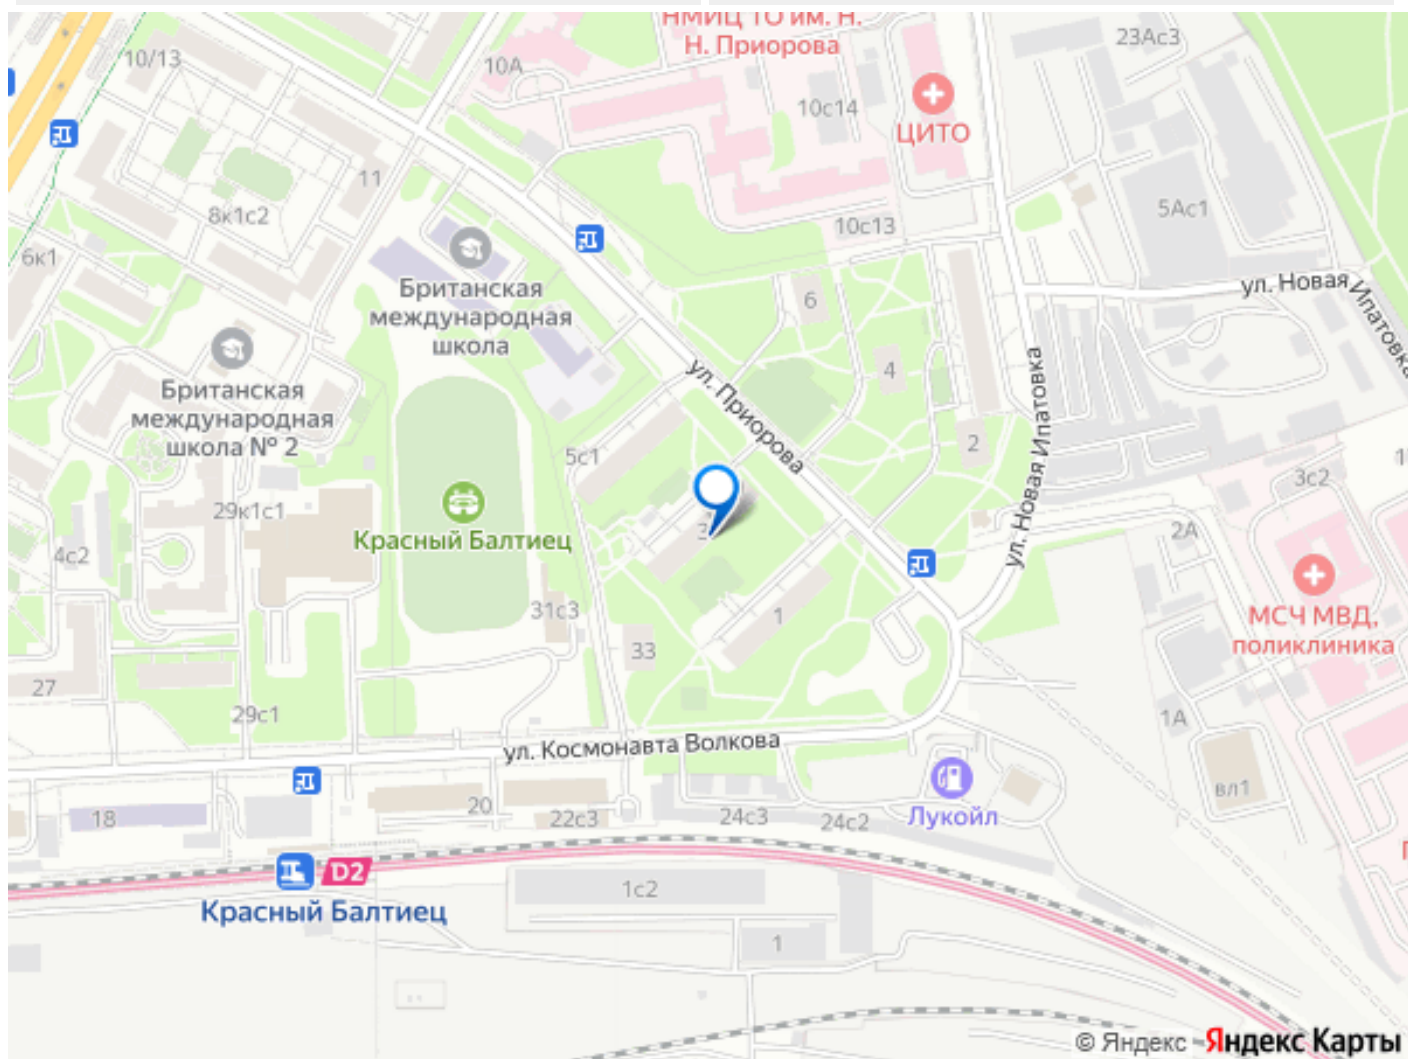 НМИЦ ТО им. Н.
Н. Приорова
23Ас3
10/13
10А
10с14
ЦИТО
11
5Ас1
8к1с2
10с13
6к1
Британская
международная
школа
6
ул. Новая Ипатовка
Британская
международная
школа № 2
4
ул. Приорова
ул. Новая Ипатовка
2
5с1
3с2
29к1с1
Красный Балтиец
3
2А
4с2
МСЧ МВД,
поликлиника
31с3
1
33
27
29с1
1А
ул. Космонавта Волкова
вл1
18
20
22с3
24с3
24с2
Лукойл
D2
Красный Балтиец
1с2
1
© Яндекс Яндекс Карты